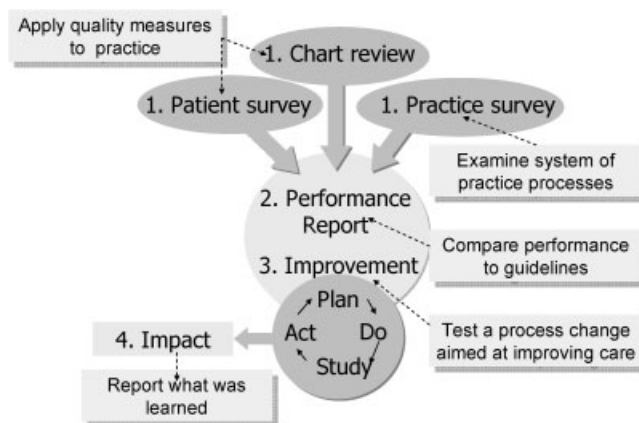 Apply quality measures
to practice
1. Chart review
1. Patient survey
1. Practice survey
Examine system of
practice processes
2. Performance
Report
Compare performance
to guidelines
3. Improvement
Plan
Act
Do
Study
Test a process change
aimed at improving care
4. Impact
Report what was
learned